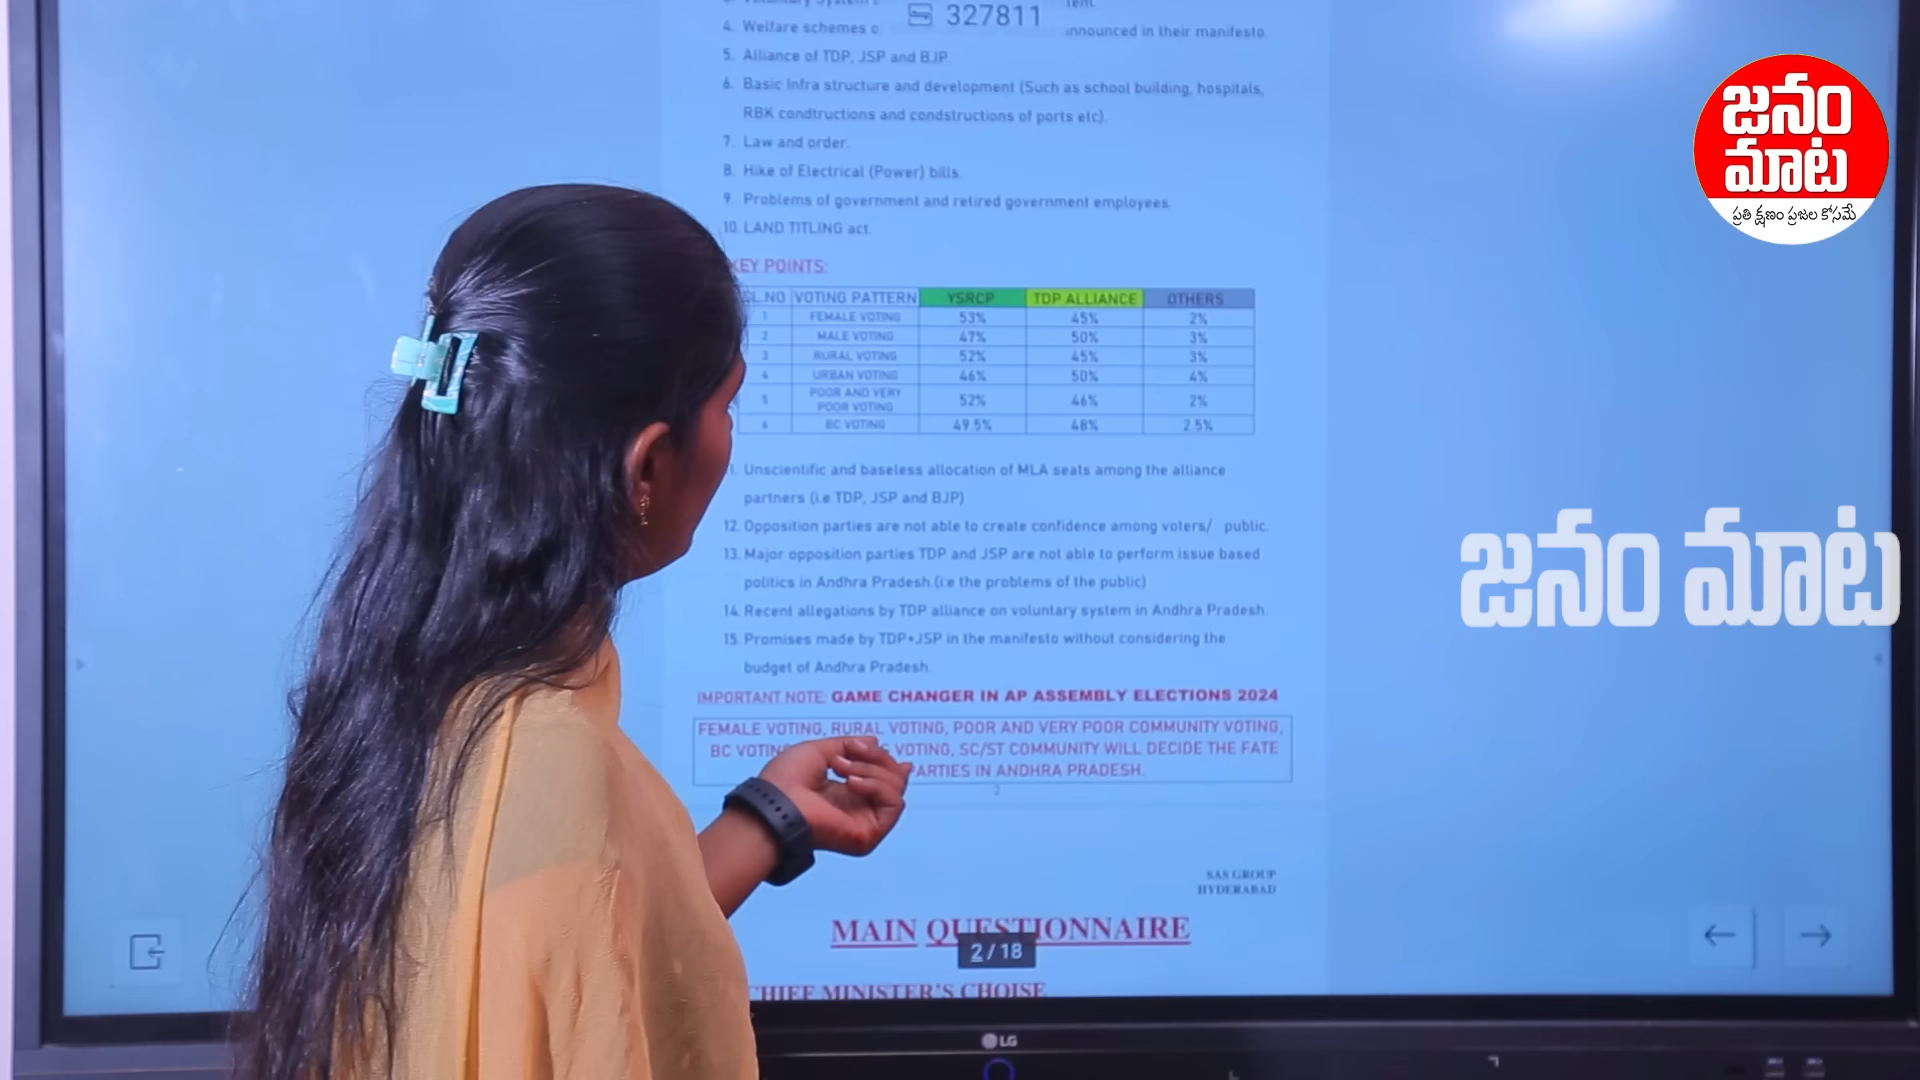 327811
4. Welfare schemes announced in their manifesto.
5. Alliance of TDP, JSP and BJP.
6. Basic Infra structure and development (Such as school building, hospitals,
RBK condtructions and condstructions of ports etc).
7. Law and order.
8. Hike of Electrical (Power) bills.
9. Problems of government and retired government employees.
10. LAND TITLING act.
KEY POINTS:
SL.NO VOTING PATTERN YSRCP TDP ALLIANCE OTHERS
1 FEMALE VOTING 53% 45% 2%
2 MALE VOTING 47% 50% 3%
3 RURAL VOTING 52% 45% 3%
4 URBAN VOTING 46% 50% 4%
5 POOR AND VERY POOR VOTING 52% 46% 2%
6 BC VOTING 49.5% 48% 2.5%
Unscientific and baseless allocation of MLA seats among the alliance
partners (i.e TDP, JSP and BJP)
12. Opposition parties are not able to create confidence among voters/ public.
13. Major opposition parties TDP and JSP are not able to perform issue based
politics in Andhra Pradesh.(i.e the problems of the public)
14. Recent allegations by TDP alliance on voluntary system in Andhra Pradesh.
15. Promises made by TDP+JSP in the manifesto without considering the
budget of Andhra Pradesh.
IMPORTANT NOTE: GAME CHANGER IN AP ASSEMBLY ELECTIONS 2024
FEMALE VOTING, RURAL VOTING, POOR AND VERY POOR COMMUNITY VOTING,
BC VOTING VOTING, SC/ST COMMUNITY WILL DECIDE THE FATE
PARTIES IN ANDHRA PRADESH.
2
SAS GROUP
HYDERABAD
MAIN QUESTIONNAIRE
2 / 18
CHIEF MINISTER'S CHOISE
LG
జనం
మాట
ప్రతి క్షణం ప్రజల కోసమే
జనం మాట